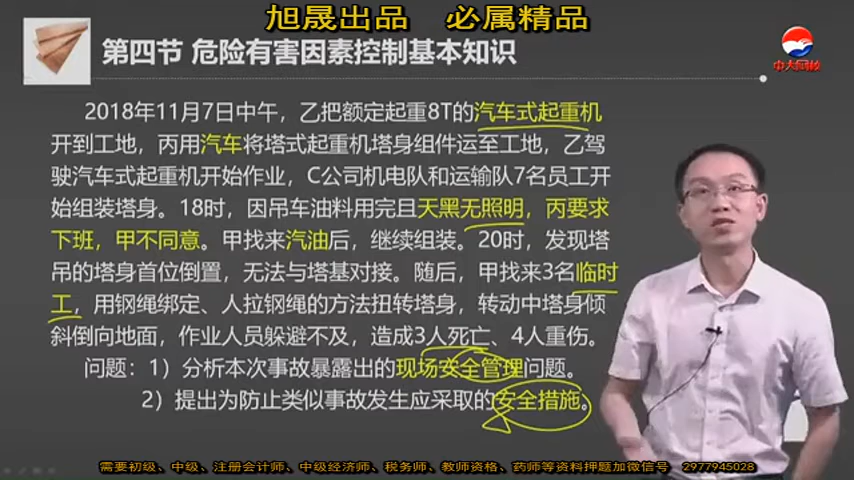 旭晟出品 必属精品
第四节 危险有害因素控制基本知识
中大网校
2018年11月7日中午，乙把额定起重8T的汽车式起重机
开到工地，丙用汽车将塔式起重机塔身组件运至工地，乙驾
驶汽车式起重机开始作业，C公司机电队和运输队7名员工开
始组装塔身。18时，因吊车油料用完且天黑无照明，丙要求
下班，甲不同意。甲找来汽油后，继续组装。20时，发现塔
吊的塔身首位倒置，无法与塔基对接。随后，甲找来3名临时
工，用钢绳绑定、人拉钢绳的方法扭转塔身，转动中塔身倾
斜倒向地面，作业人员躲避不及，造成3人死亡、4人重伤。
问题：1）分析本次事故暴露出的现场安全管理问题。
2）提出为防止类似事故发生应采取的安全措施。
需要初级、中级、注册会计师、中级经济师、税务师、教师资格、药师等资料押题加微信号 2977945028